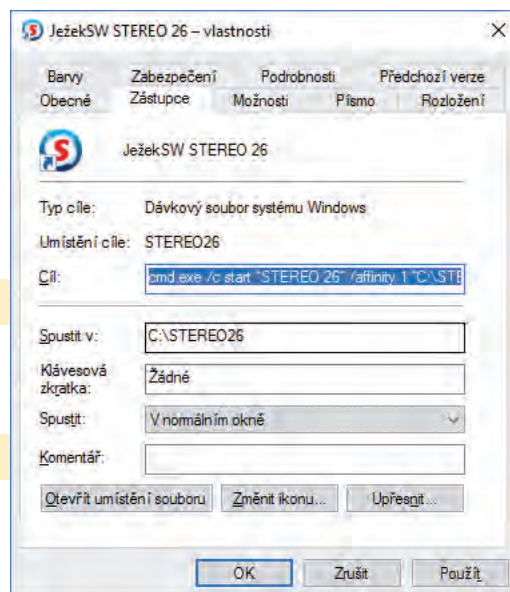 JežekSW STEREO 26 – vlastnosti
Barvy Zabezpečení Podrobnosti Předchozí verze
Obecné Zástupce Možnosti Písmo Rozložení
JežekSW STEREO 26
Typ cíle: Dávkový soubor systému Windows
Umístění cíle: STEREO26
Cíl: cmd.exe /c start "STEREO 26" /affinity 1 "C:\STE
Spustit v: C:\STEREO26
Klávesová zkratka: Žádné
Spustit: V normálním okně
Komentář:
Otevřít umístění souboru Změnit ikonu... Upřesnit...
OK Zrušit Použít